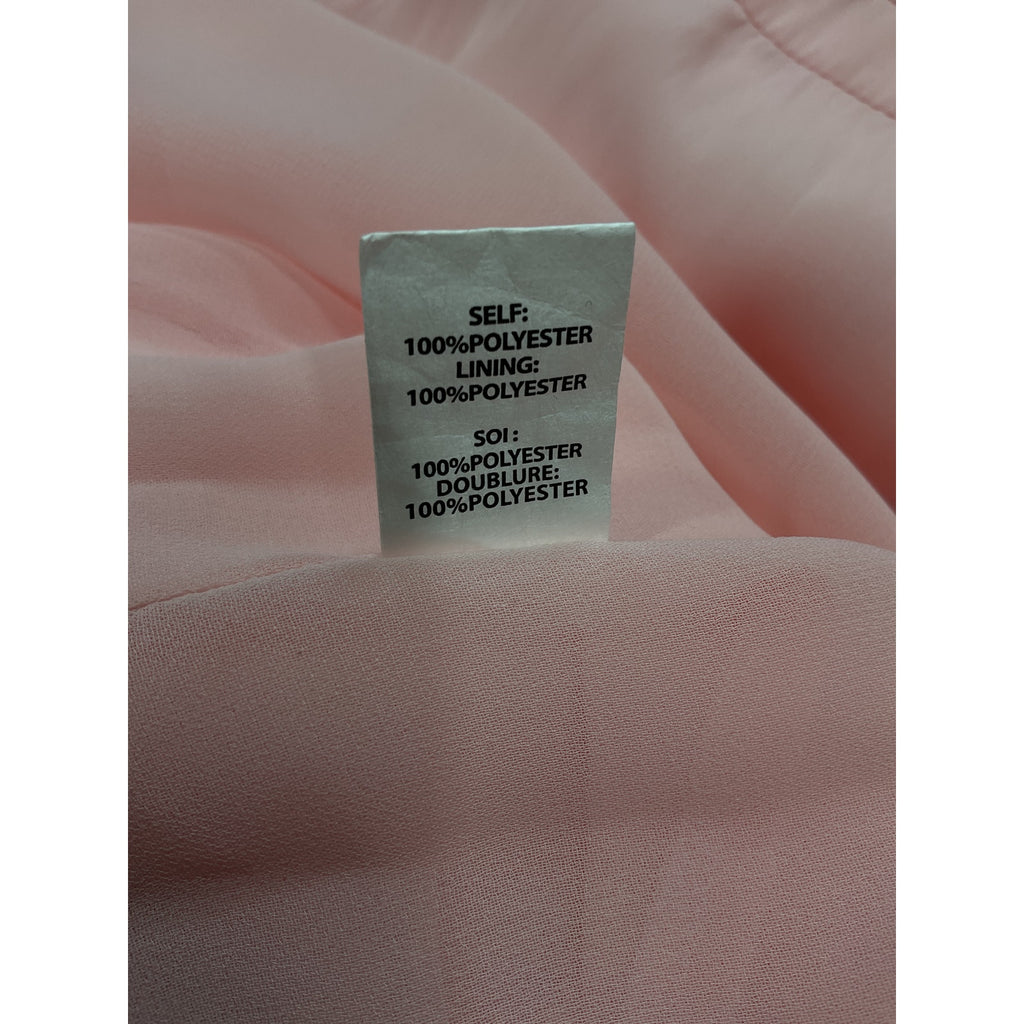 SELF:
100%POLYESTER
LINING:
100%POLYESTER
SOI :
100%POLYESTER
DOUBLURE:
100%POLYESTER